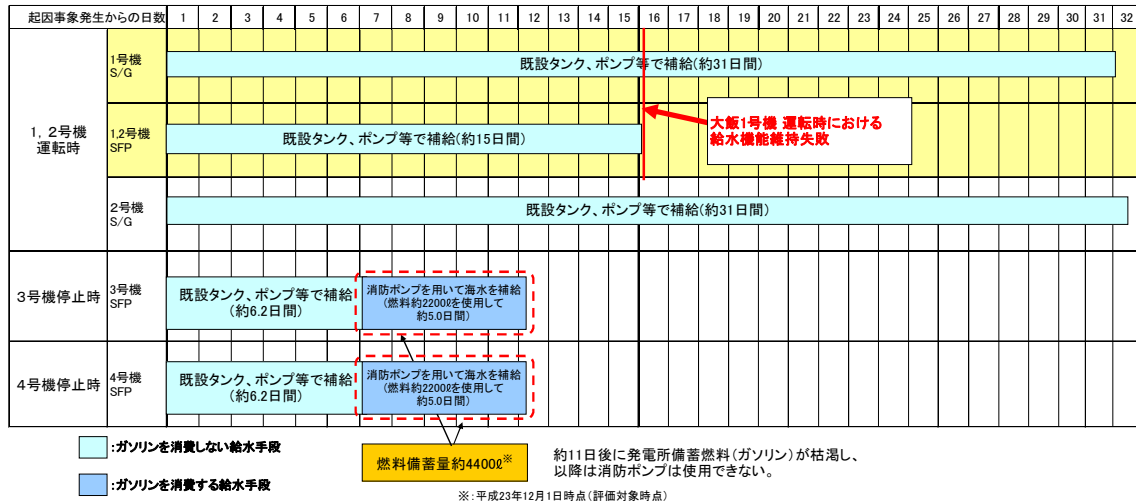 起因事象発生からの日数 1 2 3 4 5 6 7 8 9 10 11 12 13 14 15 16 17 18 19 20 21 22 23 24 25 26 27 28 29 30 31 32
1，2号機
運転時
1号機
S/G
既設タンク、ポンプ等で補給(約31日間)
1,2号機
SFP
既設タンク、ポンプ等で補給(約15日間)
大飯1号機 運転時における
給水機能維持失敗
2号機
S/G
既設タンク、ポンプ等で補給(約31日間)
3号機停止時
3号機
SFP
既設タンク、ポンプ等で補給
(約6.2日間)
消防ポンプを用いて海水を補給
(燃料約2200ℓを使用して
約5.0日間)
4号機停止時
4号機
SFP
既設タンク、ポンプ等で補給
(約6.2日間)
消防ポンプを用いて海水を補給
(燃料約2200ℓを使用して
約5.0日間)
:ガソリンを消費しない給水手段
:ガソリンを消費する給水手段
燃料備蓄量約4400ℓ※
約11日後に発電所備蓄燃料(ガソリン)が枯渇し、
以降は消防ポンプは使用できない。
※:平成23年12月1日時点(評価対象時点)